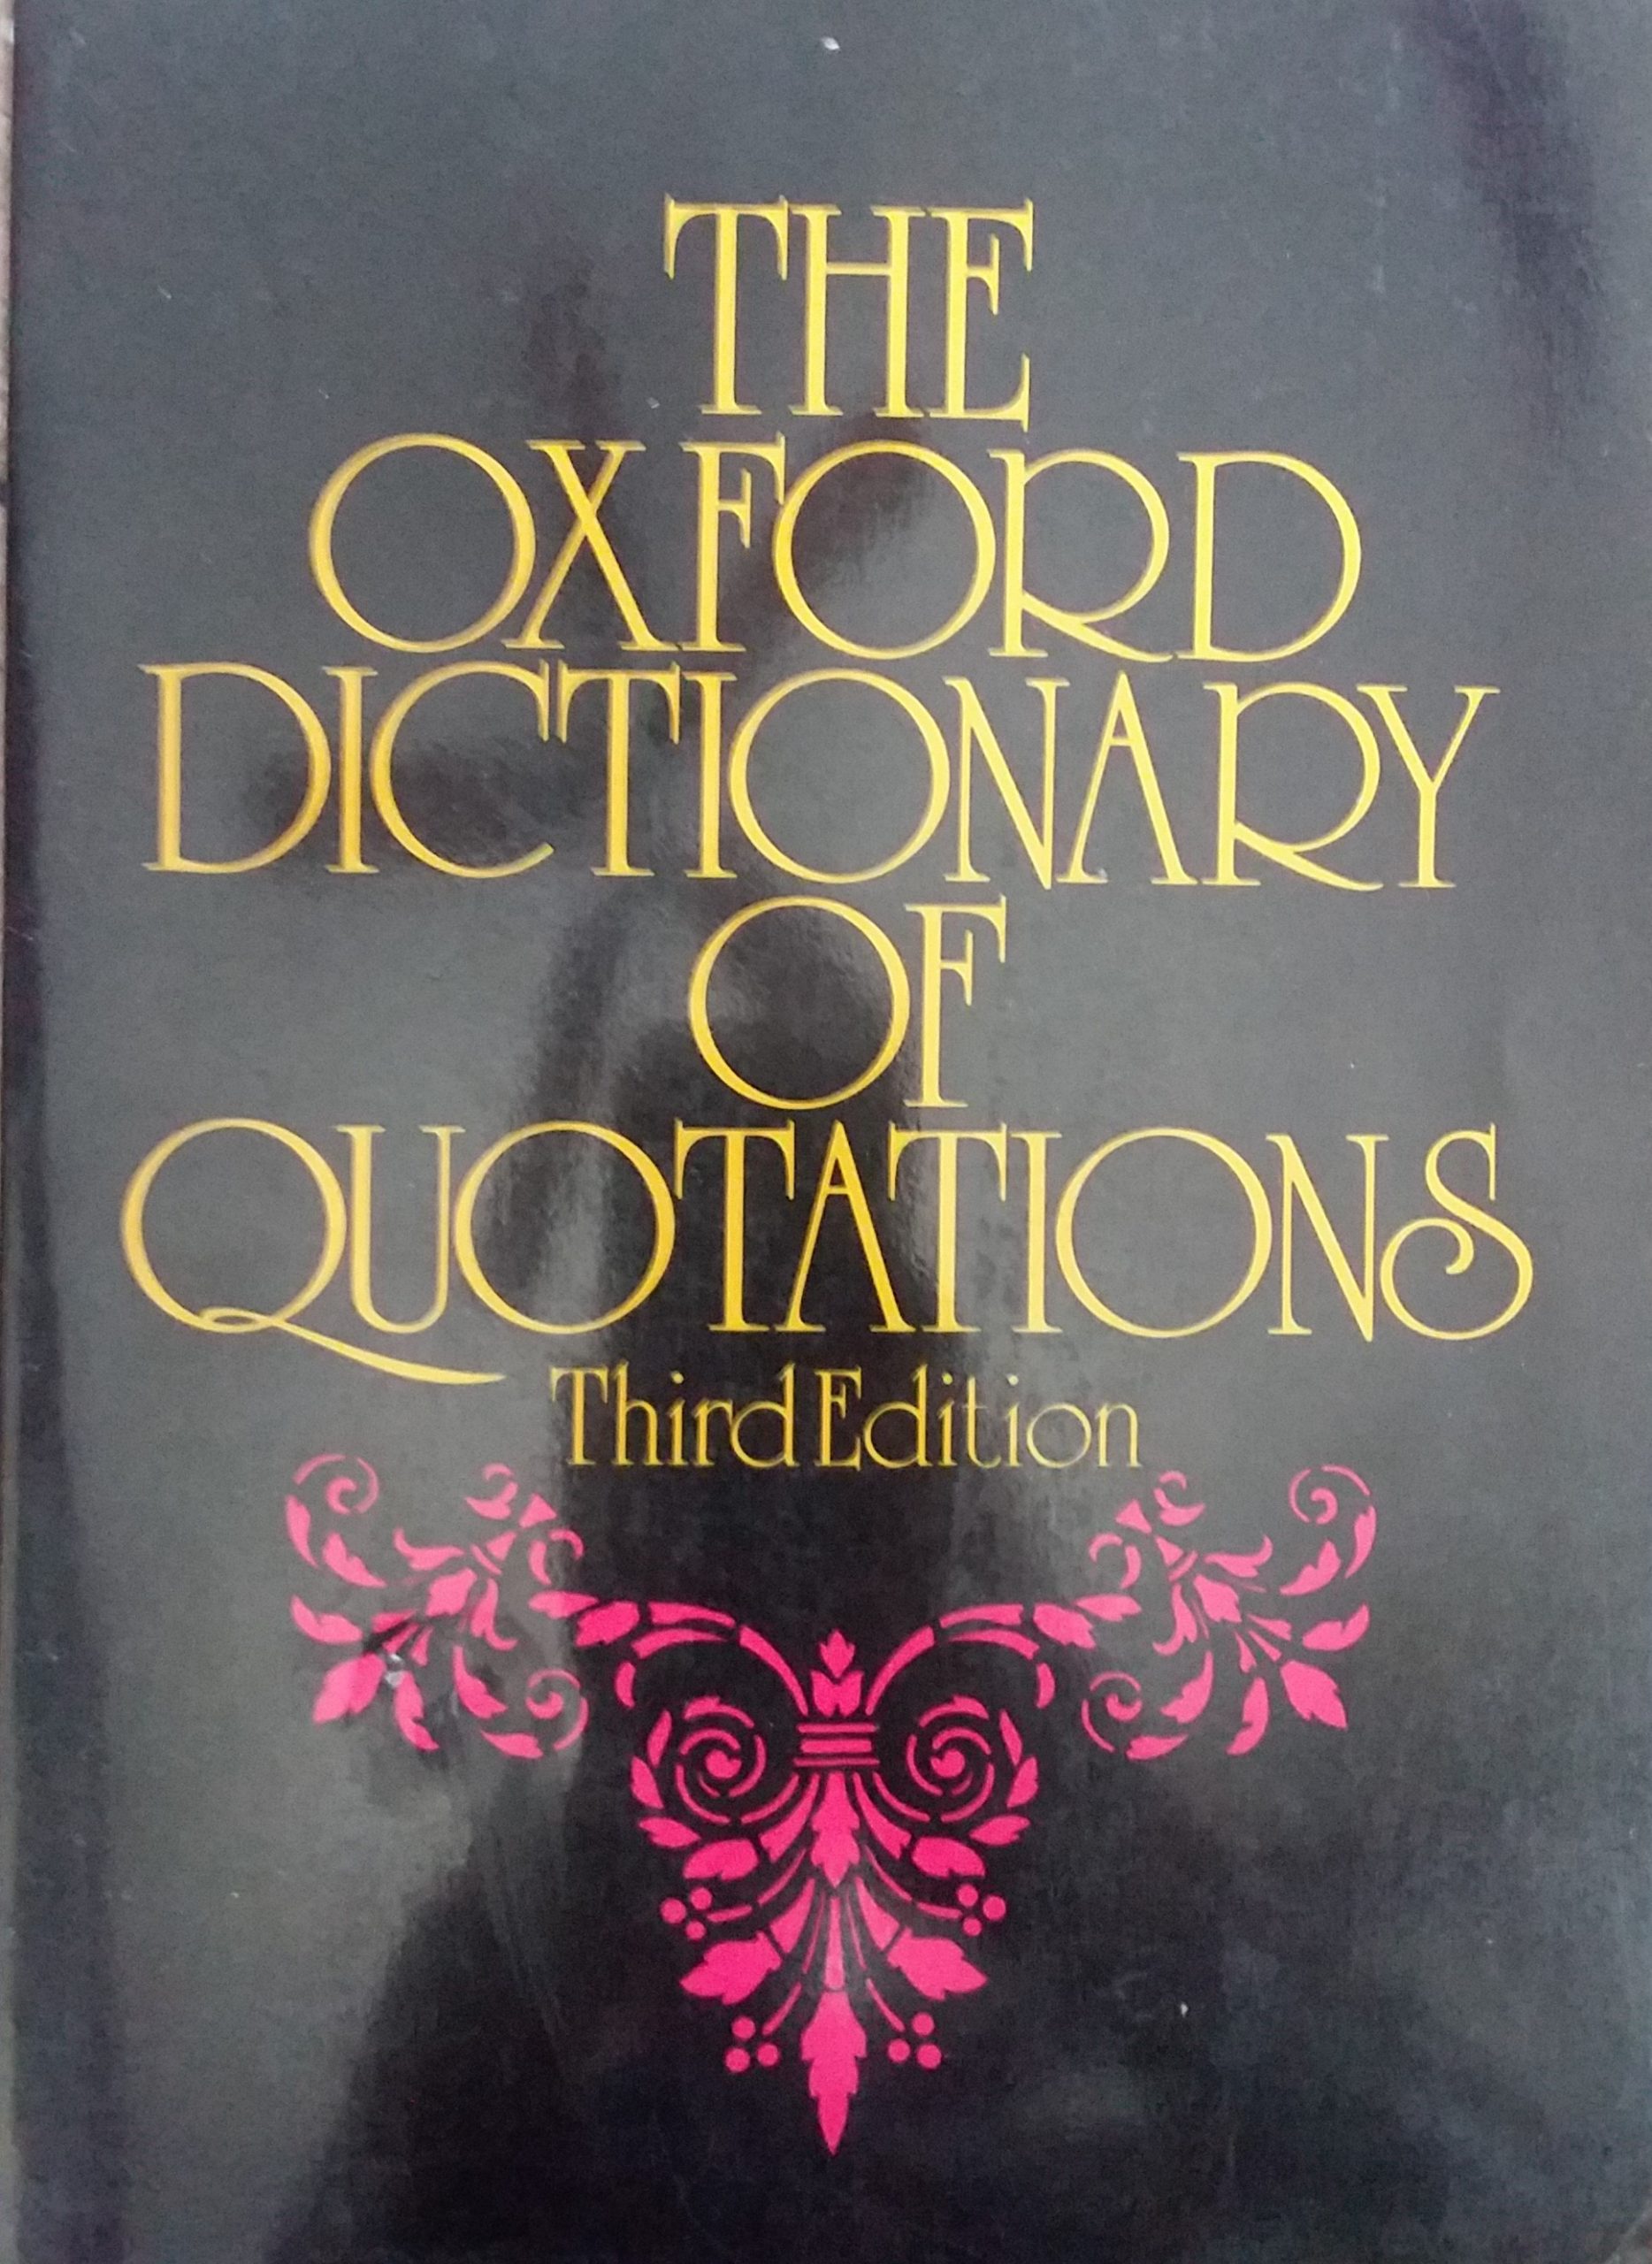 THE
OXFORD
DICTIONARY
OF
QUOTATIONS
Third Edition